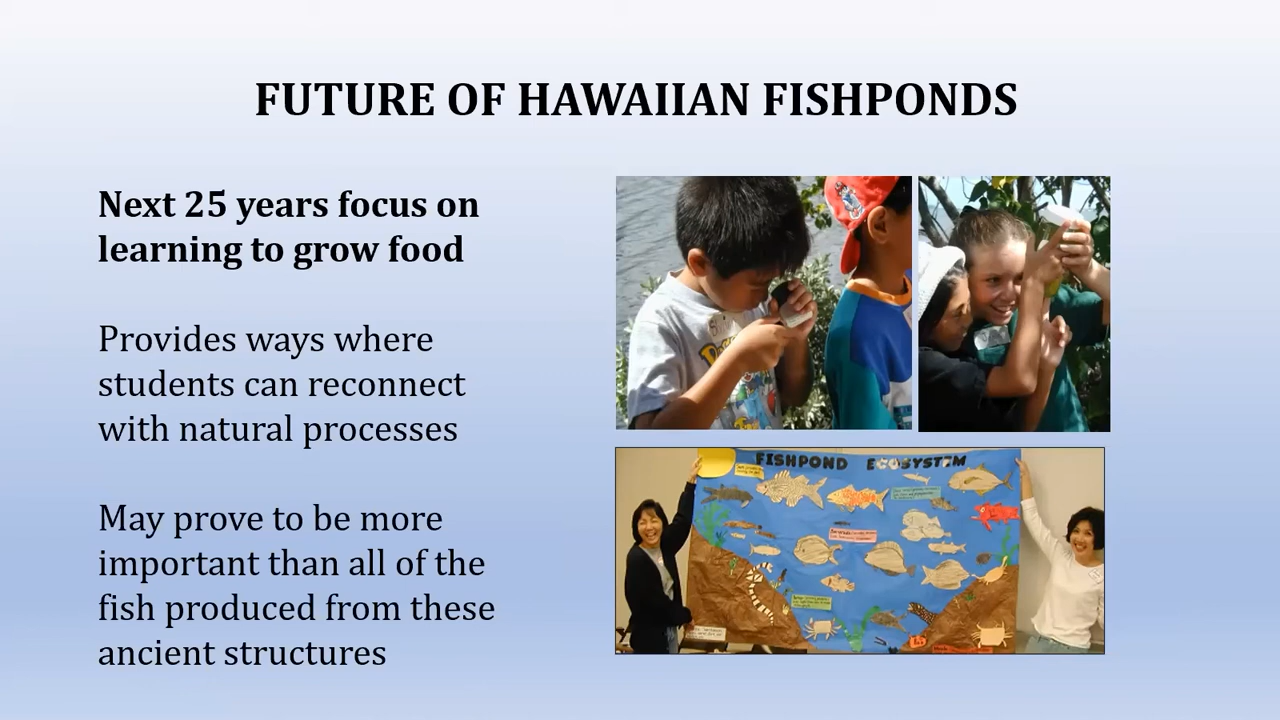 FUTURE OF HAWAIIAN FISHPONDS
Next 25 years focus on
learning to grow food
Provides ways where
students can reconnect
with natural processes
May prove to be more
important than all of the
fish produced from these
ancient structures
FISHPOND ECOSYSTEM